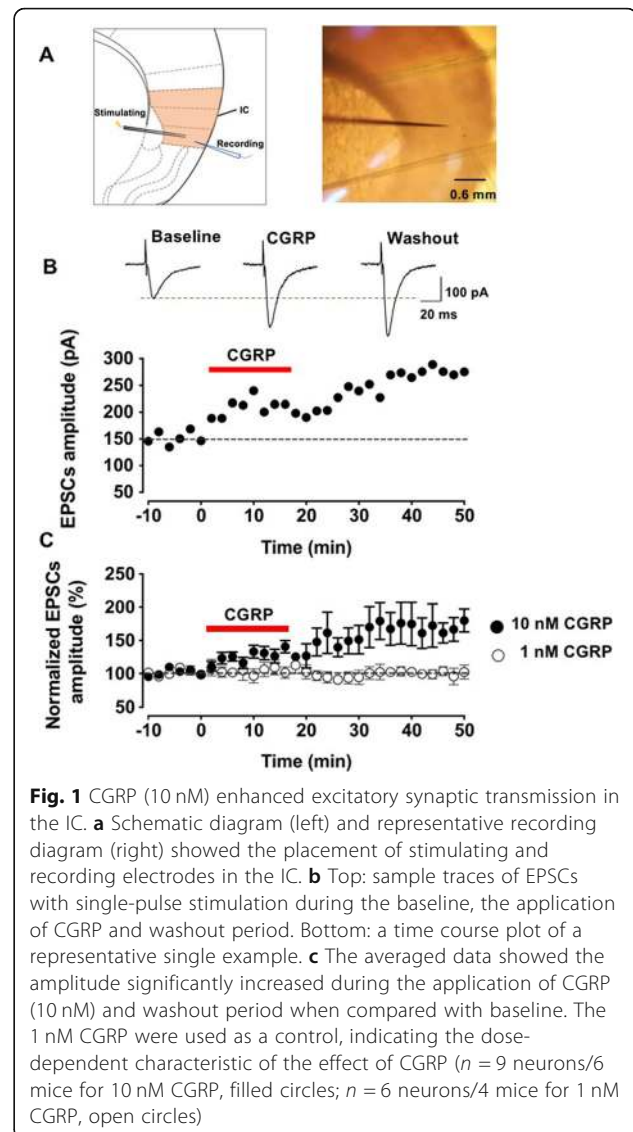 A
Stimulating
IC
Recording
0.6 mm
B
Baseline
CGRP
Washout
100 pA
20 ms
EPSCs amplitude (pA)
300
250
200
150
100
50
CGRP
-10
0
10
20
30
40
50
Time (min)
C
Normalized EPSCs
amplitude (%)
250
200
150
100
50
CGRP
10 nM CGRP
1 nM CGRP
-10
0
10
20
30
40
50
Time (min)
Fig. 1 CGRP (10 nM) enhanced excitatory synaptic transmission in
the IC. a Schematic diagram (left) and representative recording
diagram (right) showed the placement of stimulating and
recording electrodes in the IC. b Top: sample traces of EPSCs
with single-pulse stimulation during the baseline, the application
of CGRP and washout period. Bottom: a time course plot of a
representative single example. c The averaged data showed the
amplitude significantly increased during the application of CGRP
(10 nM) and washout period when compared with baseline. The
1 nM CGRP were used as a control, indicating the dose-
dependent characteristic of the effect of CGRP (n = 9 neurons/6
mice for 10 nM CGRP, filled circles; n = 6 neurons/4 mice for 1 nM
CGRP, open circles)